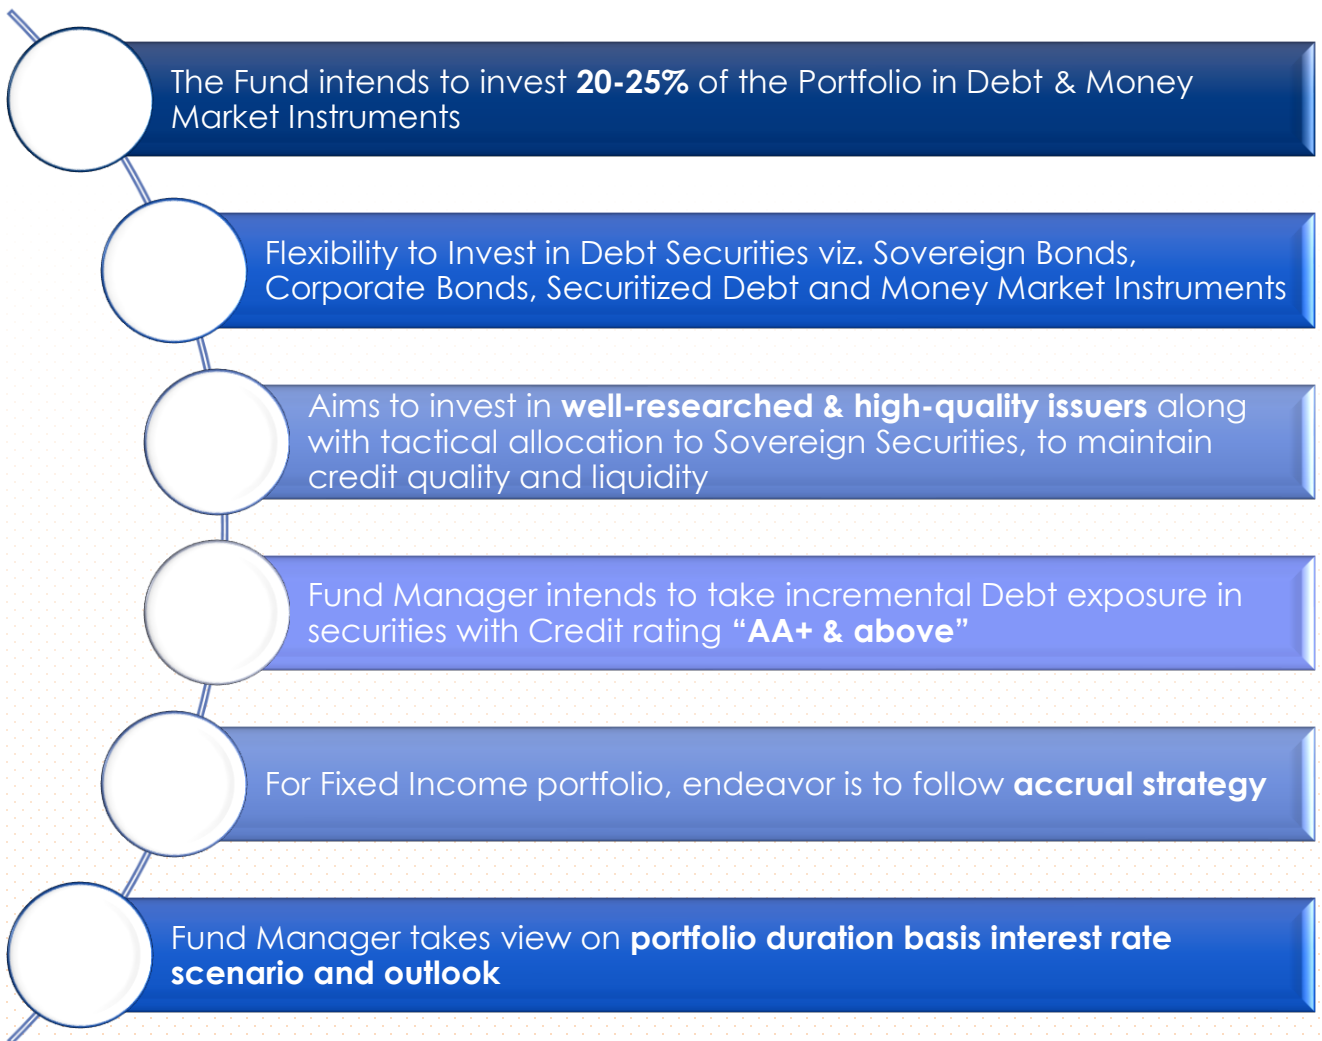 The Fund intends to invest 20-25% of the Portfolio in Debt & Money
Market Instruments
Flexibility to Invest in Debt Securities viz. Sovereign Bonds,
Corporate Bonds, Securitized Debt and Money Market Instruments
Aims to invest in well-researched & high-quality issuers along
with tactical allocation to Sovereign Securities, to maintain
credit quality and liquidity
Fund Manager intends to take incremental Debt exposure in
securities with Credit rating “AA+ & above”
For Fixed Income portfolio, endeavor is to follow accrual strategy
Fund Manager takes view on portfolio duration basis interest rate
scenario and outlook